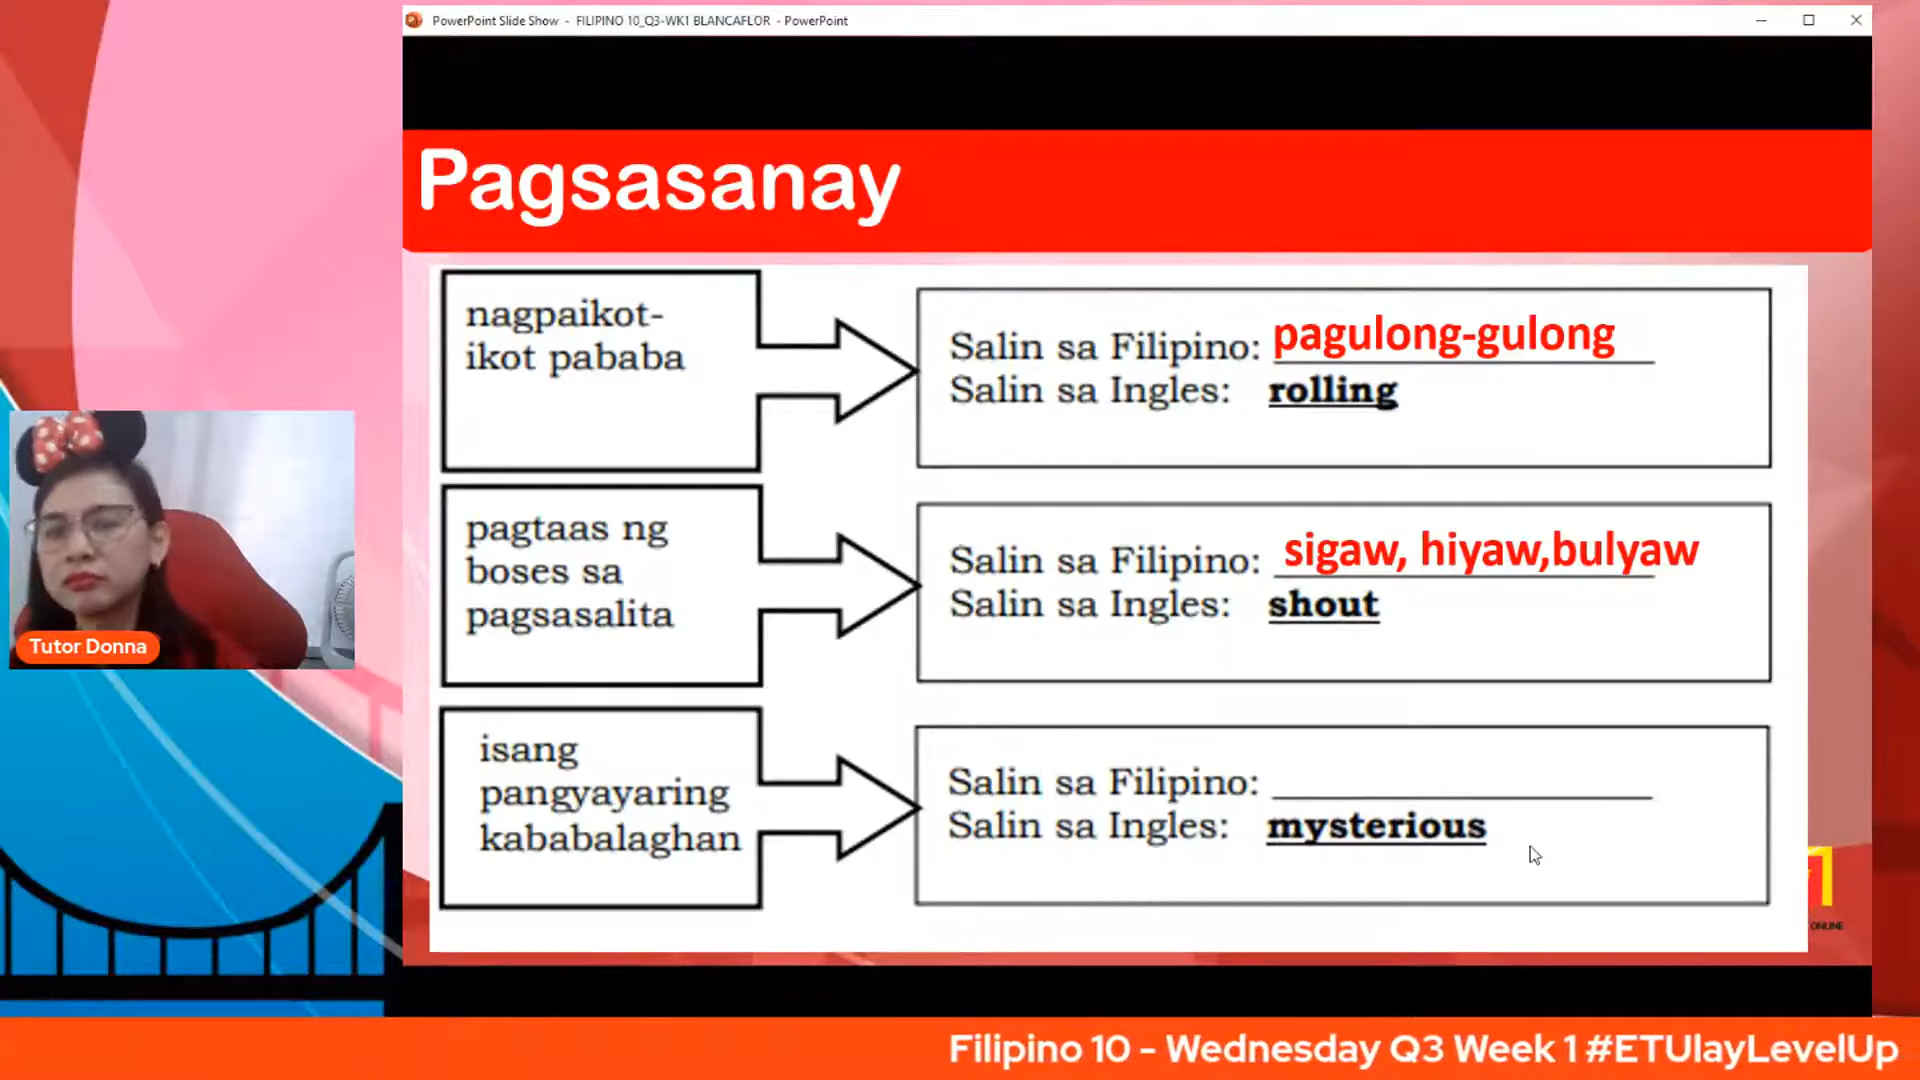 PowerPoint Slide Show - FILIPINO 10_Q3-WK1 BLANCAFLOR - PowerPoint
Pagsasanay
nagpaikot-
ikot pababa
Salin sa Filipino: pagulong-gulong
Salin sa Ingles: rolling
pagtaas ng
boses sa
pagsasalita
Salin sa Filipino: sigaw, hiyaw,bulyaw
Salin sa Ingles: shout
isang
pangyayaring
kababalaghan
Salin sa Filipino: ____________________
Salin sa Ingles: mysterious
ONLINE
Tutor Donna
Filipino 10 - Wednesday Q3 Week 1 #ETUlayLevelUp